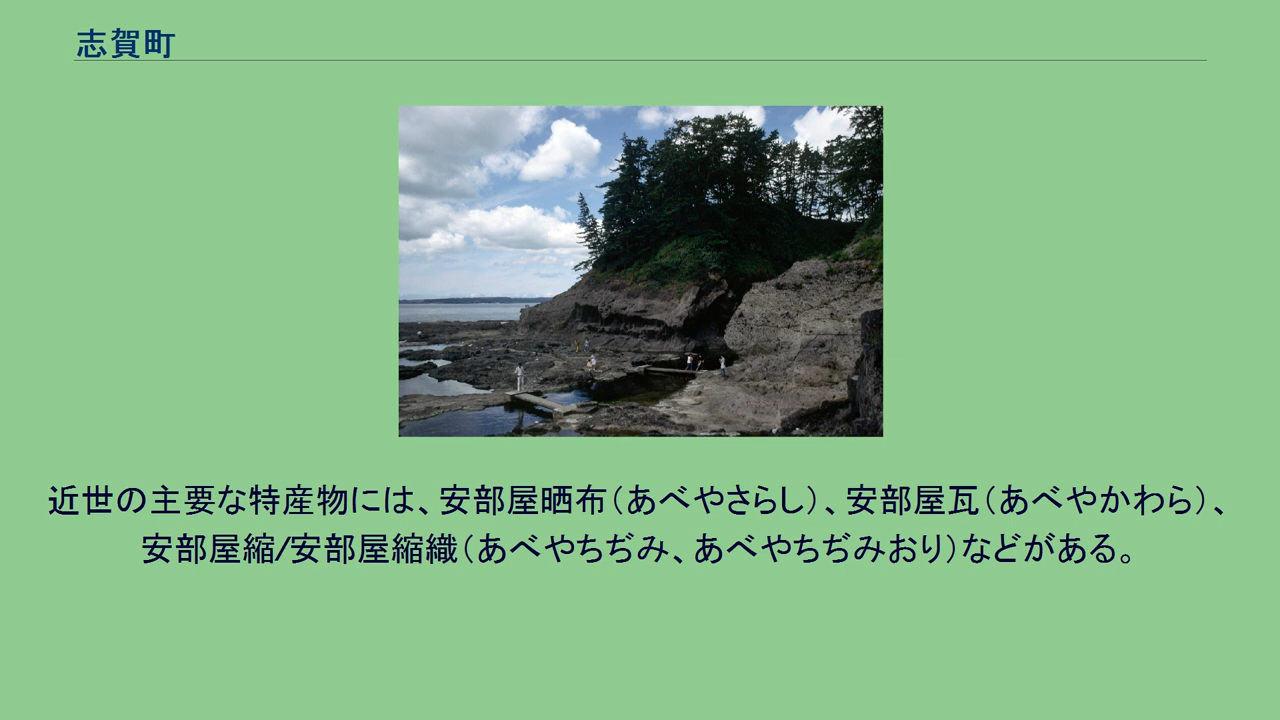 志賀町
近世の主要な特産物には、安部屋晒布（あべやさらし）、安部屋瓦（あべやかわら）、
安部屋縮/安部屋縮織（あべやちぢみ、あべやちぢみおり）などがある。